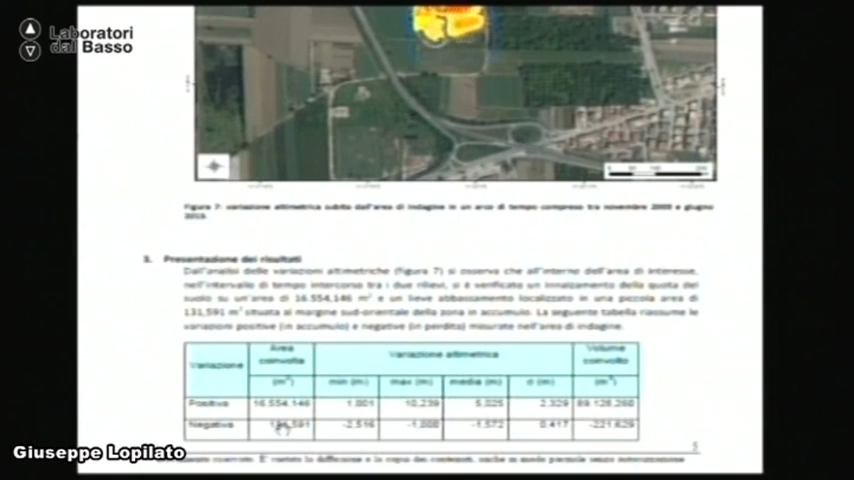 Laboratori
dal Basso
Figura 7: variazione altimetrica subita dall'area di indagine in un arco di tempo compreso tra novembre 2009 e giugno
3. Presentazione dei risultati
Dall'analisi delle variazioni altimetriche (figura 7) si osserva che all'interno dell'area di interesse,
nell'intervallo di tempo intercorso tra i due rilievi, si è verificato un innalzamento della quota del
suolo su un'area di 16.554,146 m² e un lieve abbassamento localizzato in una piccola area di
131,591 m² situata al margine sud-orientale della zona in accumulo. La seguente tabella riassume le
variazioni positive (in accumulo) e negative (in perdita) misurate nell'area di indagine.
Variazione Area coinvolta Variazione altimetrica Volume coinvolto
(m²) min (m) max (m) media (m) σ (m) (m³)
Positiva 16.554,146 1,001 10,239 5,025 2,329
Negativa -2,516 -1,000 -1,572 0,417 -221,629
5
Giuseppe Lopilato